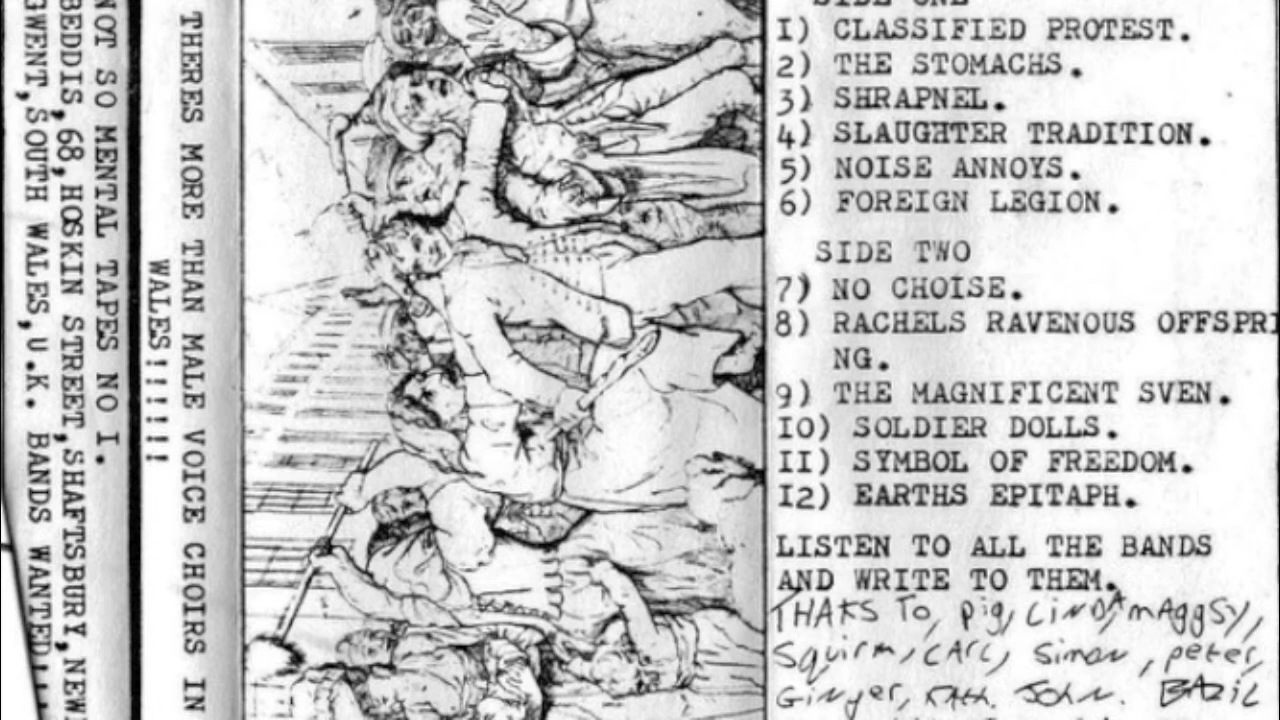 NOT SO MENTAL TAPES NO I.
BEDDIS,68,HOSKIN STREET,SHAFTSBURY,NEW
GWENT,SOUTH WALES,U.K. BANDS WANTED!!!
THERES MORE THAN MALE VOICE CHOIRS IN
WALES!!!!!!
SIDE ONE
I) CLASSIFIED PROTEST.
2) THE STOMACHS.
3) SHRAPNEL.
4) SLAUGHTER TRADITION.
5) NOISE ANNOYS.
6) FOREIGN LEGION.
SIDE TWO
7) NO CHOISE.
8) RACHELS RAVENOUS OFFSPRI
NG.
9) THE MAGNIFICENT SVEN.
IO) SOLDIER DOLLS.
II) SYMBOL OF FREEDOM.
I2) EARTHS EPITAPH.
LISTEN TO ALL THE BANDS
AND WRITE TO THEM.
THAKS To, pig, LiNDA, mAggsy,
Squirm, CARL, Simon, peter,
Ginger, KATH. John. BAzil